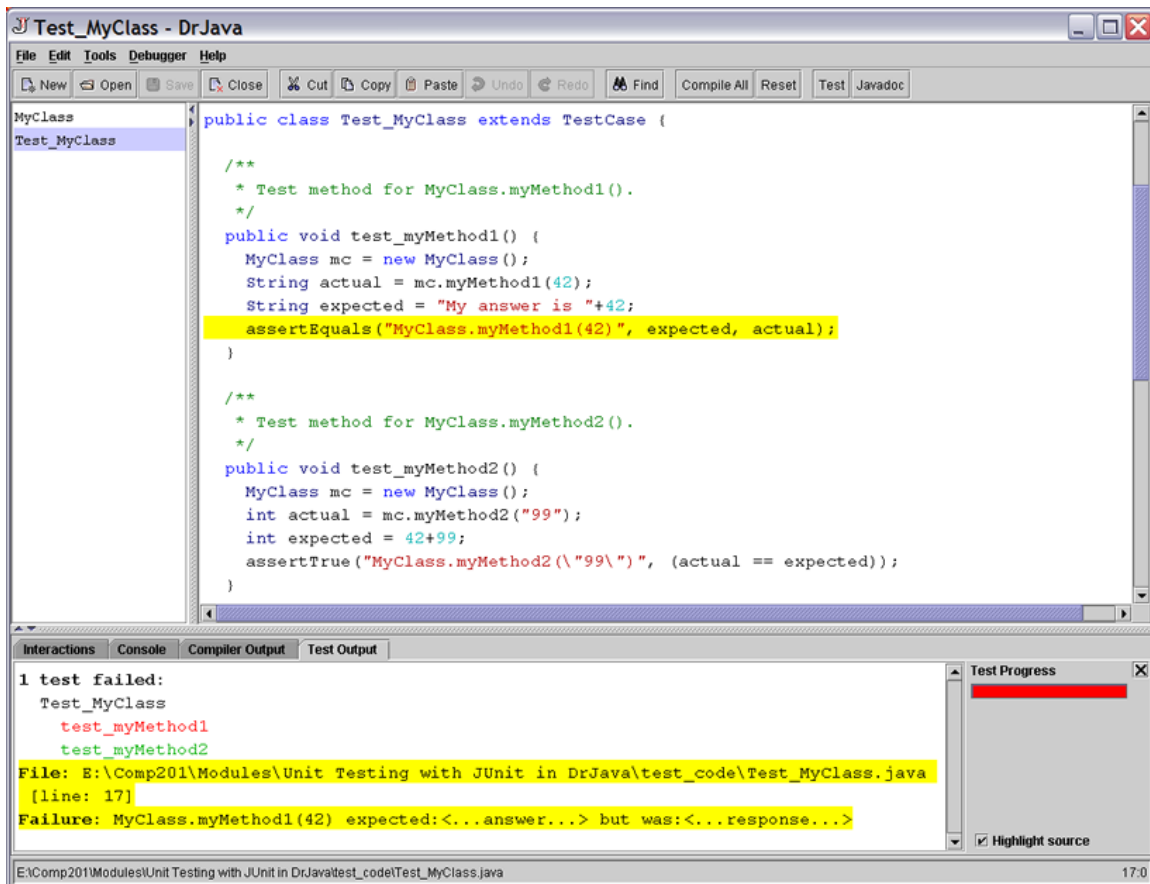 Test_MyClass - DrJava
File Edit Tools Debugger Help
New Open Save Close Cut Copy Paste Undo Redo Find Compile All Reset Test Javadoc
MyClass
Test_MyClass
public class Test_MyClass extends TestCase {
/**
* Test method for MyClass.myMethod1().
*/
public void test_myMethod1() {
MyClass mc = new MyClass();
String actual = mc.myMethod1(42);
String expected = "My answer is "+42;
assertEquals("MyClass.myMethod1(42)", expected, actual);
}
/**
* Test method for MyClass.myMethod2().
*/
public void test_myMethod2() {
MyClass mc = new MyClass();
int actual = mc.myMethod2("99");
int expected = 42+99;
assertTrue("MyClass.myMethod2(\"99\")", (actual == expected));
}
Interactions Console Compiler Output Test Output
1 test failed:
Test_MyClass
test_myMethod1
test_myMethod2
File: E:\Comp201\Modules\Unit Testing with JUnit in DrJava\test_code\Test_MyClass.java
[line: 17]
Failure: MyClass.myMethod1(42) expected:<...answer...> but was:<...response...>
Test Progress
Highlight source
E:\Comp201\Modules\Unit Testing with JUnit in DrJava\test_code\Test_MyClass.java
17:0